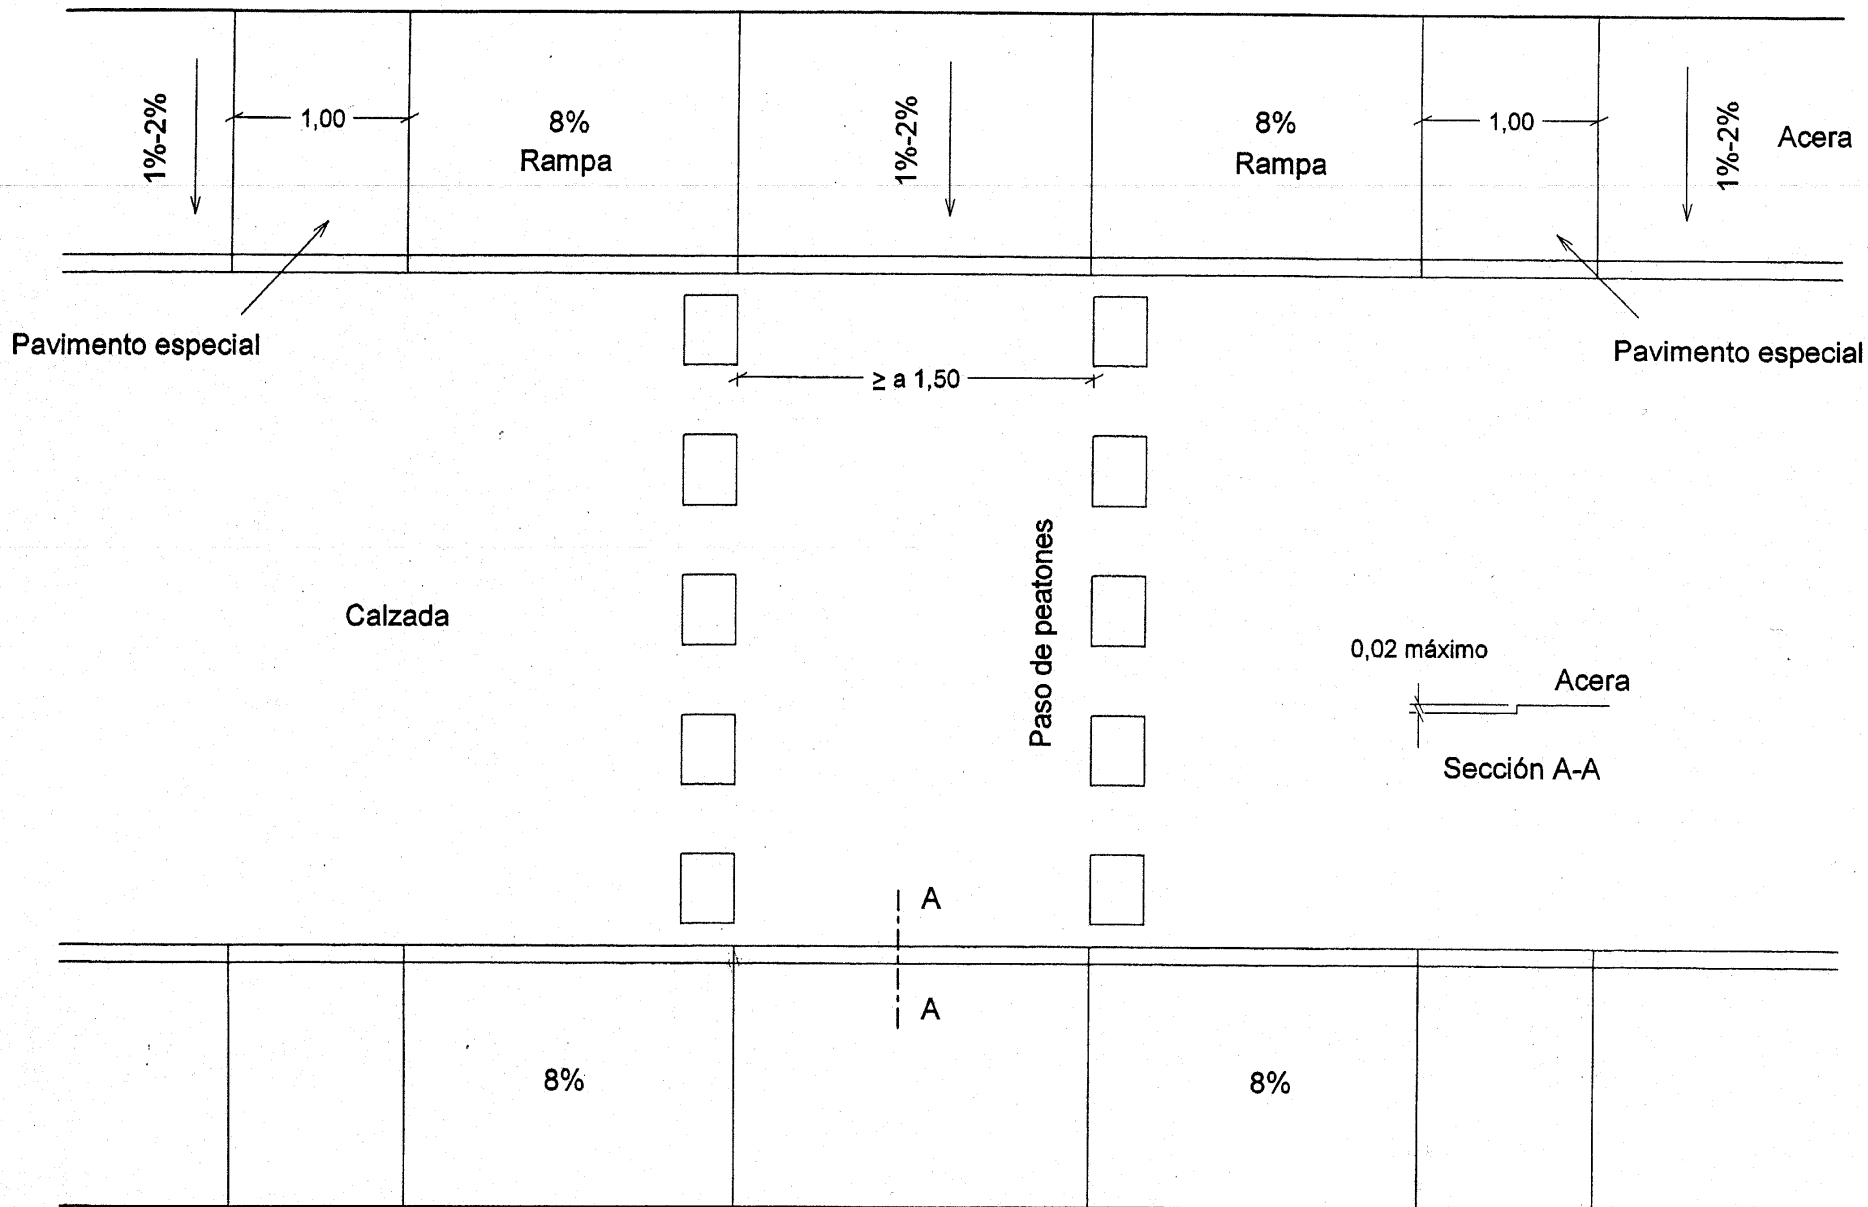 1%-2%
1,00
8%
Rampa
1%-2%
8%
Rampa
1,00
1%-2%
Acera
Pavimento especial
Pavimento especial
≥ a 1,50
Calzada
Paso de peatones
0,02 máximo
Acera
Sección A-A
A
A
8%
8%